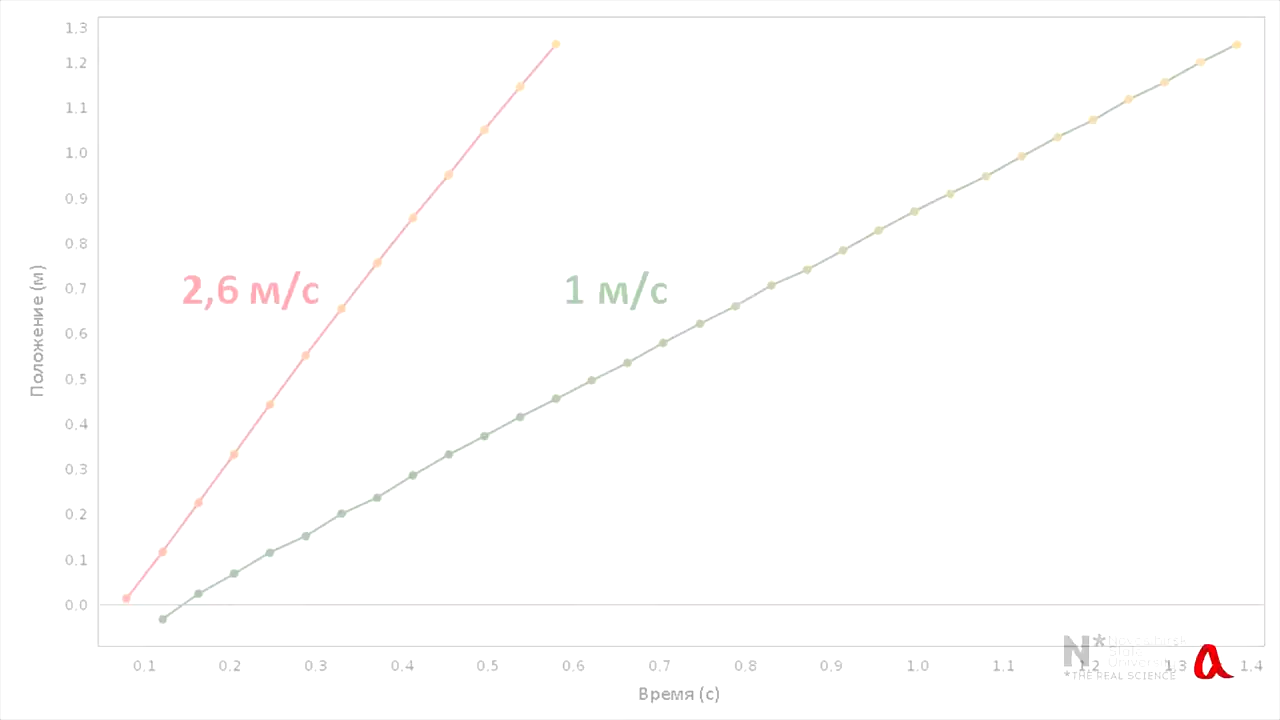 1.3
1.2
1.1
1.0
0.9
0.8
0.7
0.6
0.5
0.4
0.3
0.2
0.1
0.0
Положение (м)
2,6 м/с
1 м/с
0.1 0.2 0.3 0.4 0.5 0.6 0.7 0.8 0.9 1.0 1.1 1.2 1.3 1.4
Время (с)
N*
Novosibirsk
State
University
*THE REAL SCIENCE
a